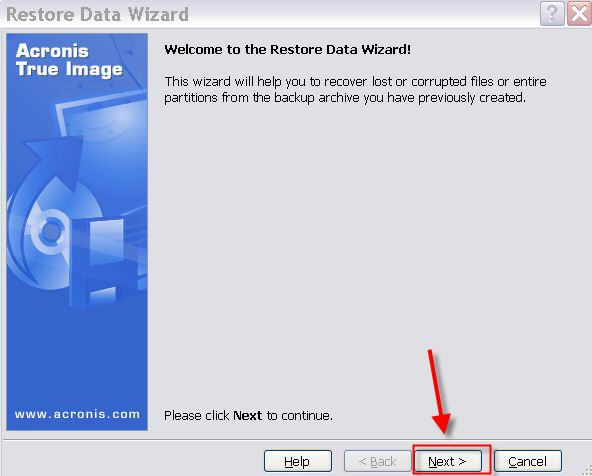 Restore Data Wizard
Acronis
True Image
Welcome to the Restore Data Wizard!
This wizard will help you to recover lost or corrupted files or entire
partitions from the backup archive you have previously created.
www.acronis.com
Please click Next to continue.
Help
< Back
Next >
Cancel